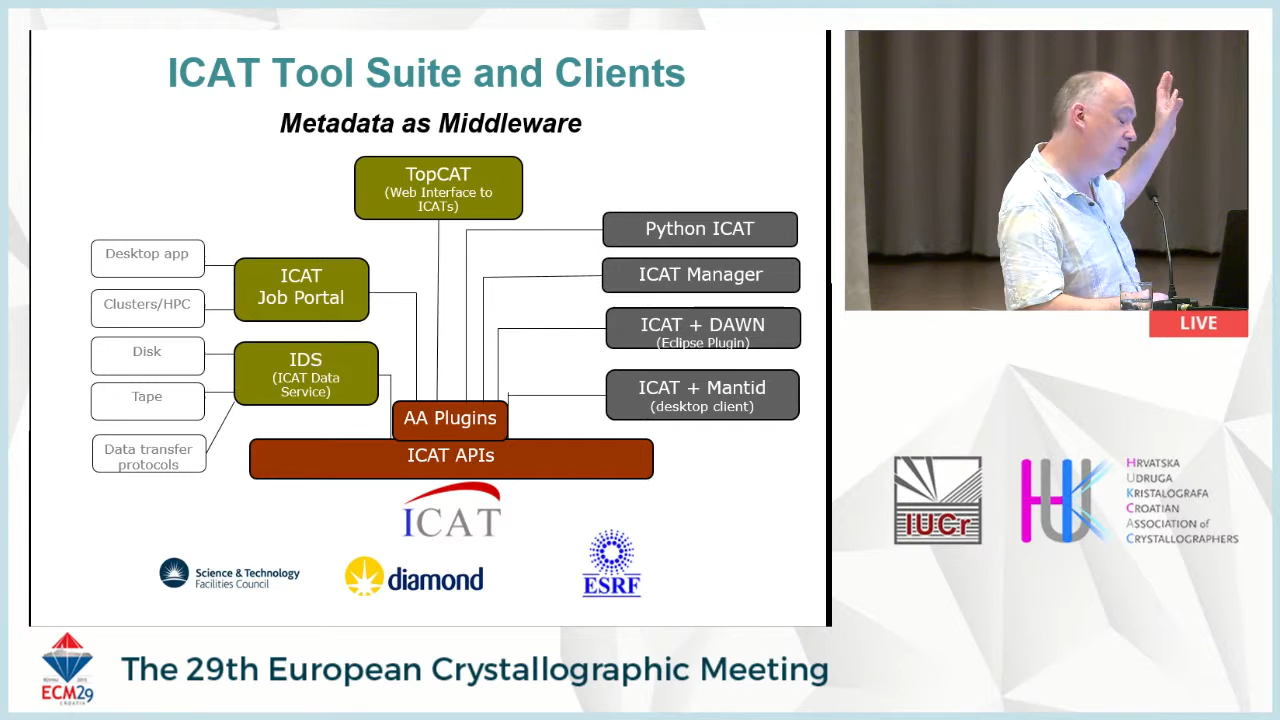 ICAT Tool Suite and Clients
Metadata as Middleware
TopCAT
(Web Interface to
ICATs)
Python ICAT
ICAT Manager
ICAT + DAWN
(Eclipse Plugin)
ICAT + Mantid
(desktop client)
Desktop app
Clusters/HPC
Disk
Tape
Data transfer
protocols
ICAT
Job Portal
IDS
(ICAT Data
Service)
AA Plugins
ICAT APIs
ICAT
Science & Technology
Facilities Council
diamond
ESRF
LIVE
IUCr
HRVATSKA
UDRUGA
KRISTALOGRAFA
CROATIAN
ASSOCIATION of
CRYSTALLOGRAPHERS
ECM29
CROATIA
The 29th European Crystallographic Meeting